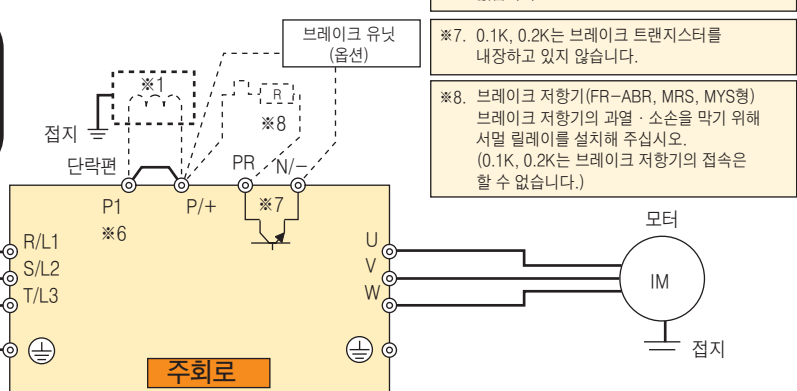 ※7. 0.1K, 0.2K는 브레이크 트랜지스터를
내장하고 있지 않습니다.
※8. 브레이크 저항기(FR-ABR, MRS, MYS형)
브레이크 저항기의 과열 · 소손을 막기 위해
서멀 릴레이를 설치해 주십시오.
(0.1K, 0.2K는 브레이크 저항기의 접속은
할 수 없습니다.)
브레이크 유닛
(옵션)
※1
R
※8
접지
단락편
PR
N/-
P1
P/+
※7
※6
R/L1
S/L2
T/L3
U
V
W
모터
IM
접지
주회로